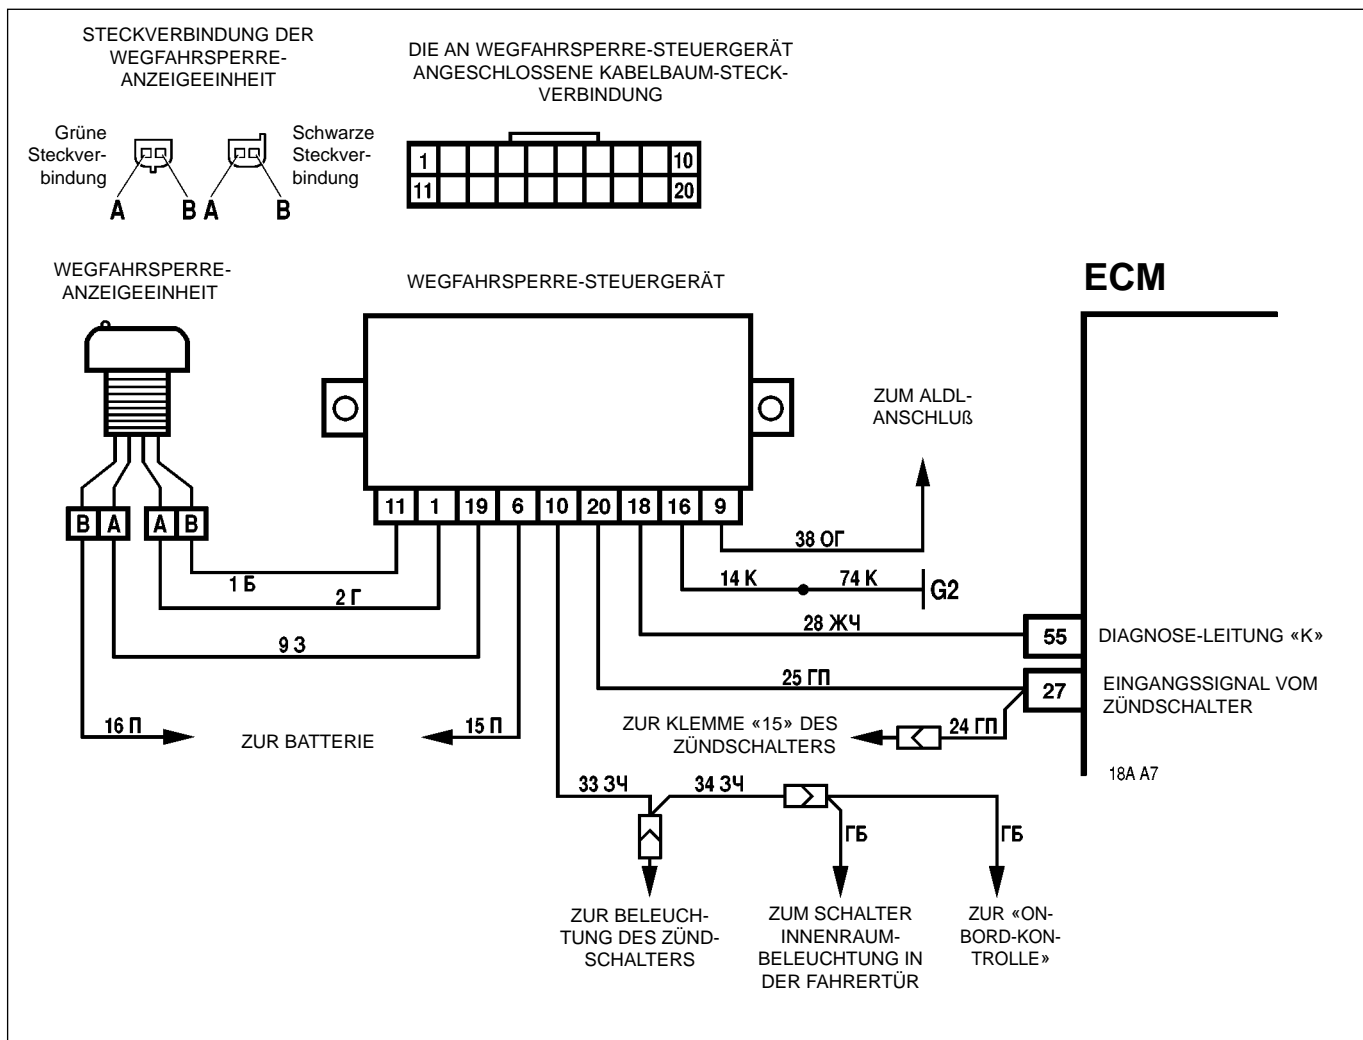 STECKVERBINDUNG DER
WEGFAHRSPERRE-
ANZEIGEEINHEIT
DIE AN WEGFAHRSPERRE-STEUERGERÄT
ANGESCHLOSSENE KABELBAUM-STECK-
VERBINDUNG
Grüne
Steckver-
bindung
Schwarze
Steckver-
bindung
A B A B
1 10
11 20
WEGFAHRSPERRE-
ANZEIGEEINHEIT
WEGFAHRSPERRE-STEUERGERÄT
ECM
ZUM ALDL-
ANSCHLUß
B A A B
11 1 19 6 10 20 18 16 9
38 ОГ
1 Б
14 К 74 К G2
2 Г
28 ЖЧ
55 DIAGNOSE-LEITUNG «K»
9 З
25 ГП
27 EINGANGSSIGNAL VOM
ZÜNDSCHALTER
16 П
ZUR BATTERIE
15 П
ZUR KLEMME «15» DES
ZÜNDSCHALTERS
24 ГП
18A A7
33 ЗЧ 34 ЗЧ
ГБ ГБ
ZUR BELEUCH-
TUNG DES ZÜND-
SCHALTERS
ZUM SCHALTER
INNENRAUM-
BELEUCHTUNG IN
DER FAHRERTÜR
ZUR «ON-
BORD-KON-
TROLLE»